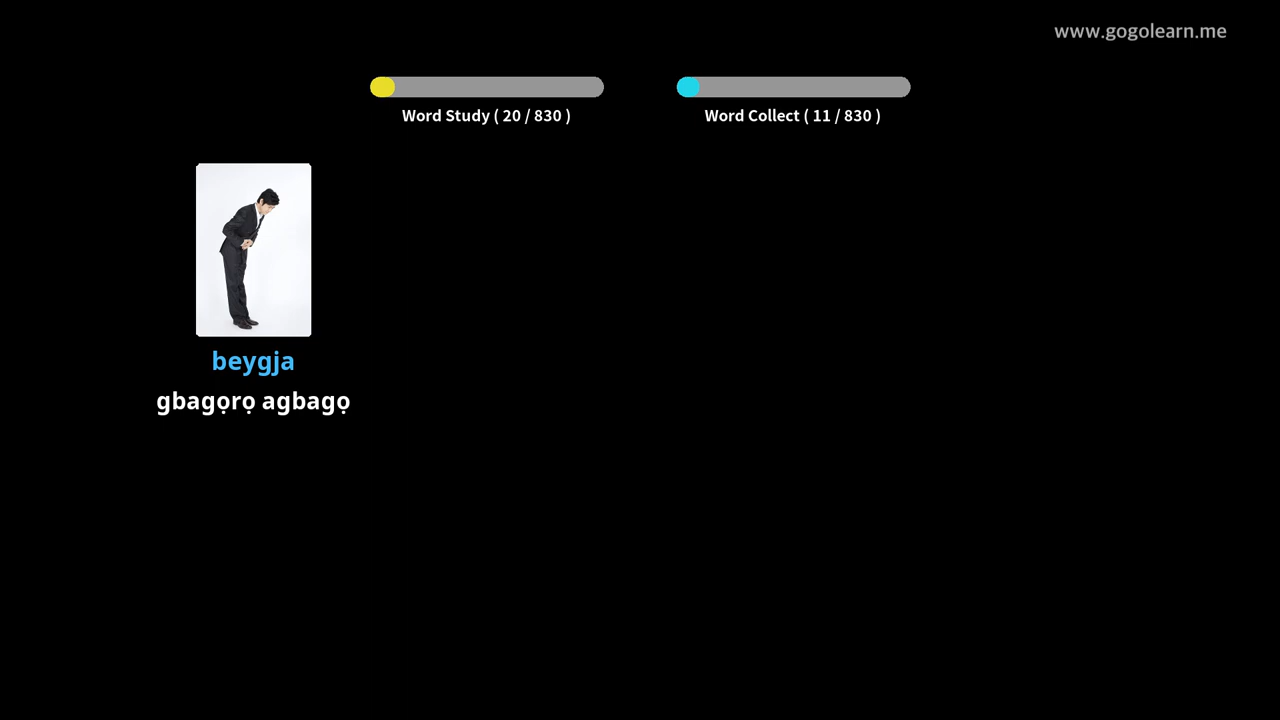 www.gogolearn.me
Word Study ( 20 / 830 )
Word Collect ( 11 / 830 )
beygja
gbagọrọ agbagọ